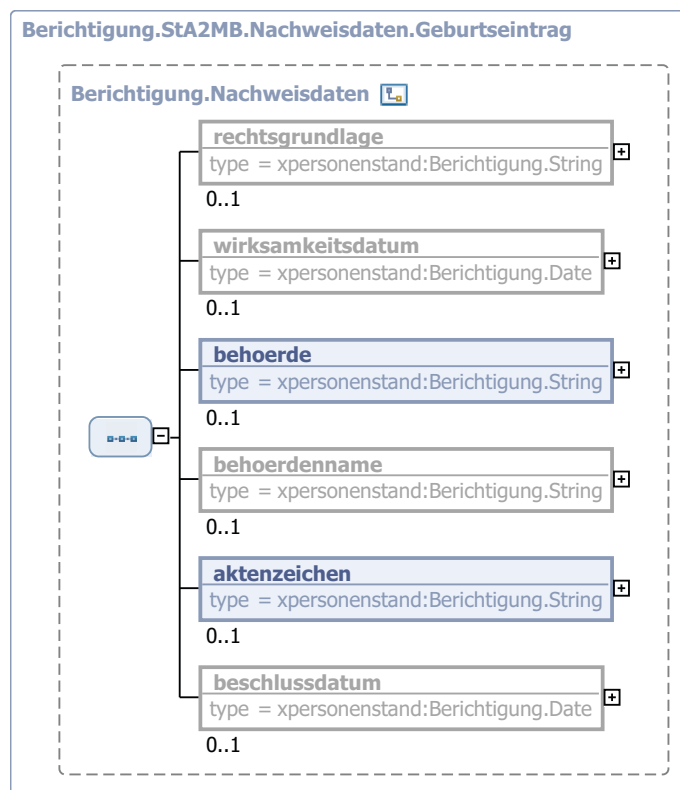 Berichtigung.StA2MB.Nachweisdaten.Geburtseintrag
Berichtigung.Nachweisdaten
rechtsgrundlage
type = xpersonenstand:Berichtigung.String
0..1
wirksamkeitsdatum
type = xpersonenstand:Berichtigung.Date
0..1
behoerde
type = xpersonenstand:Berichtigung.String
0..1
behoerdenname
type = xpersonenstand:Berichtigung.String
0..1
aktenzeichen
type = xpersonenstand:Berichtigung.String
0..1
beschlussdatum
type = xpersonenstand:Berichtigung.Date
0..1